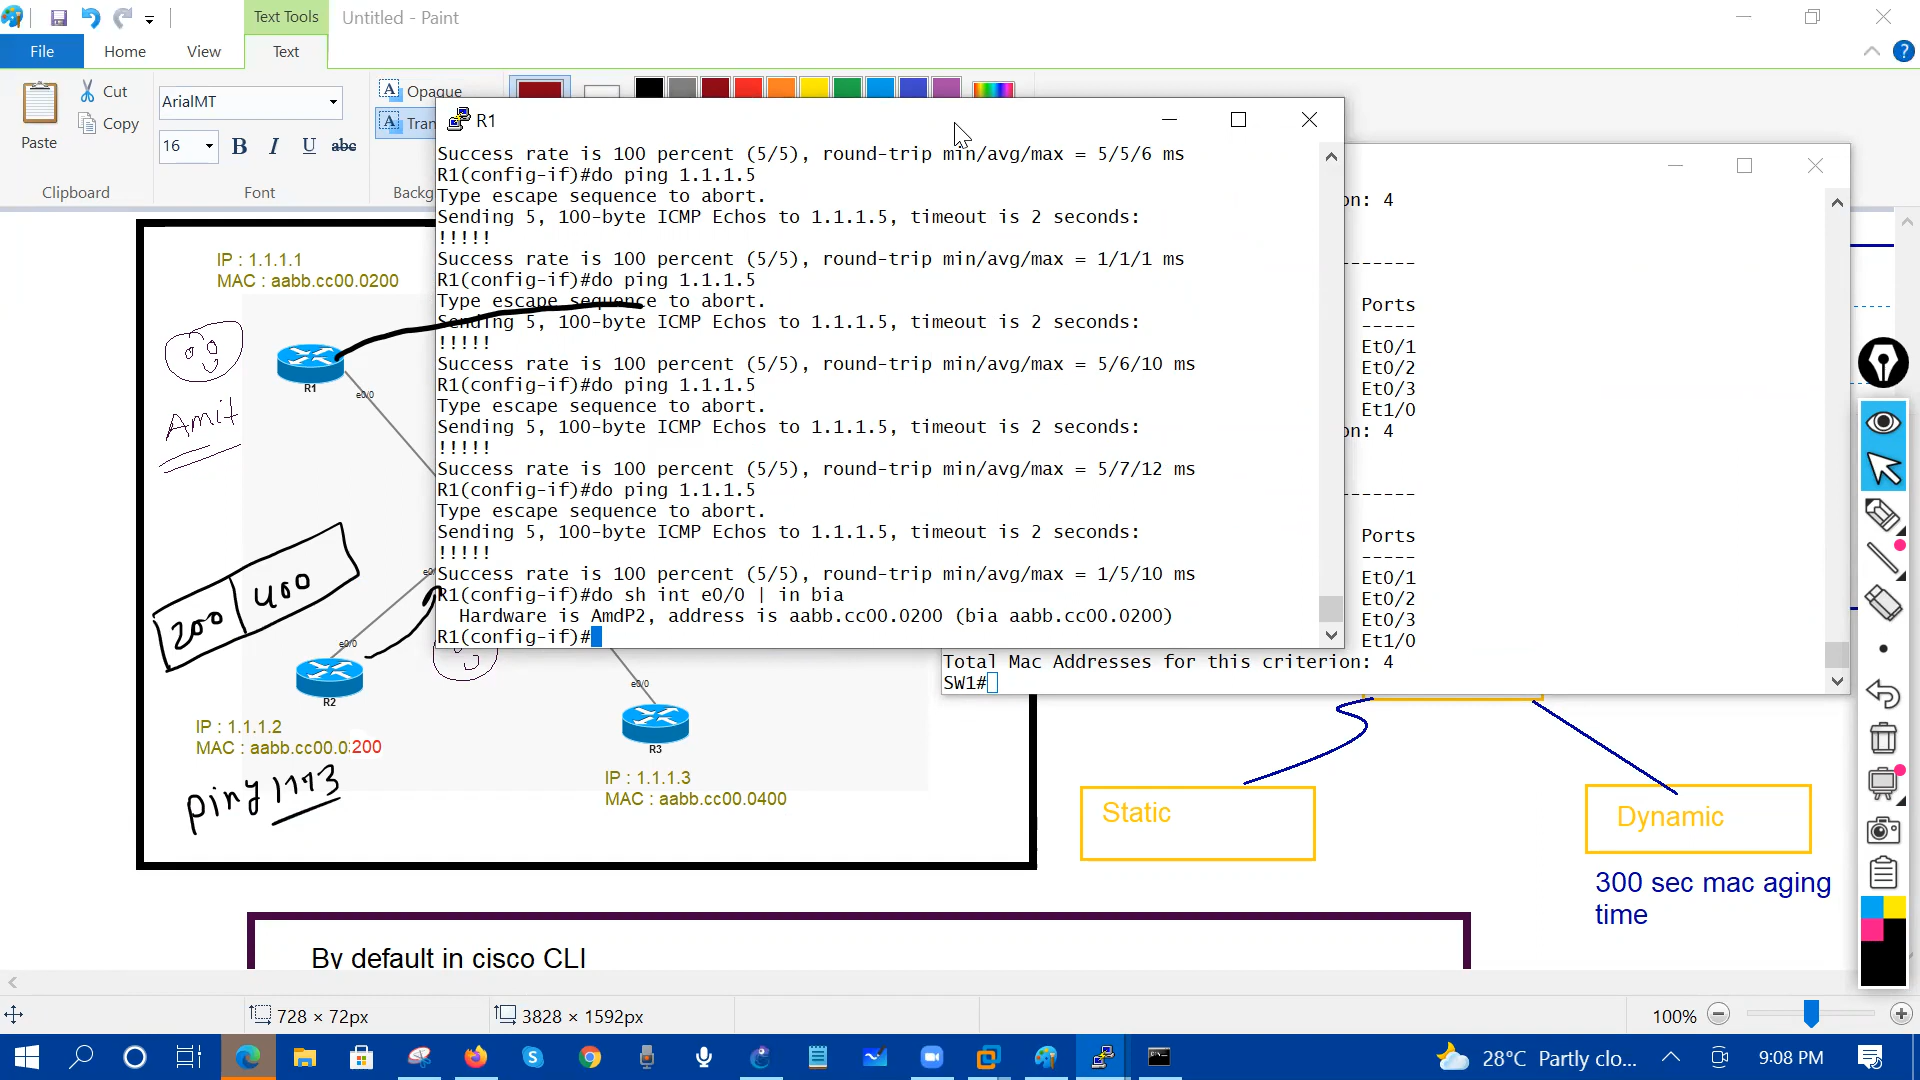 Text Tools
Untitled - Paint
File
Home
View
Text
Paste
Cut
Copy
Clipboard
ArialMT
16
B I U abc
Font
Opaque
Tran
Backg
R1
Success rate is 100 percent (5/5), round-trip min/avg/max = 5/5/6 ms
R1(config-if)#do ping 1.1.1.5
Type escape sequence to abort.
Sending 5, 100-byte ICMP Echos to 1.1.1.5, timeout is 2 seconds:
!!!!!
Success rate is 100 percent (5/5), round-trip min/avg/max = 1/1/1 ms
R1(config-if)#do ping 1.1.1.5
Type escape sequence to abort.
Sending 5, 100-byte ICMP Echos to 1.1.1.5, timeout is 2 seconds:
!!!!!
Success rate is 100 percent (5/5), round-trip min/avg/max = 5/6/10 ms
R1(config-if)#do ping 1.1.1.5
Type escape sequence to abort.
Sending 5, 100-byte ICMP Echos to 1.1.1.5, timeout is 2 seconds:
!!!!!
Success rate is 100 percent (5/5), round-trip min/avg/max = 5/7/12 ms
R1(config-if)#do ping 1.1.1.5
Type escape sequence to abort.
Sending 5, 100-byte ICMP Echos to 1.1.1.5, timeout is 2 seconds:
!!!!!
Success rate is 100 percent (5/5), round-trip min/avg/max = 1/5/10 ms
R1(config-if)#do sh int e0/0 | in bia
Hardware is AmdP2, address is aabb.cc00.0200 (bia aabb.cc00.0200)
R1(config-if)#
on: 4
-------
Ports
-----
Et0/1
Et0/2
Et0/3
Et1/0
on: 4
-------
Ports
-----
Et0/1
Et0/2
Et0/3
Et1/0
Total Mac Addresses for this criterion: 4
SW1#
IP : 1.1.1.1
MAC : aabb.cc00.0200
R1
e0/0
Amit
200 400
e0/0
R2
IP : 1.1.1.2
MAC : aabb.cc00.0:200
ping 1113
e0/0
R3
IP : 1.1.1.3
MAC : aabb.cc00.0400
Static
Dynamic
300 sec mac aging
time
By default in cisco CLI
728 × 72px
3828 × 1592px
100%
28°C Partly clo...
9:08 PM